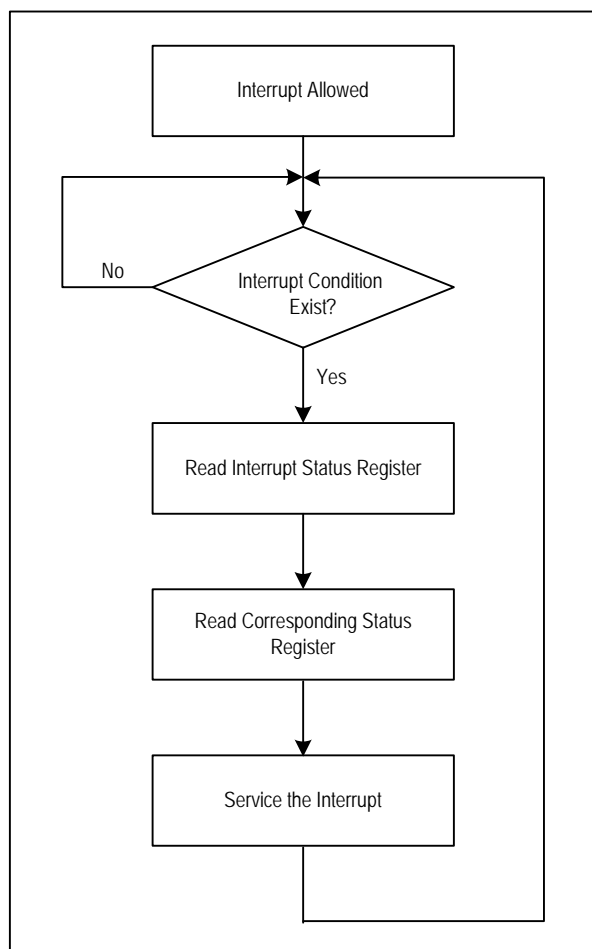 Interrupt Allowed
No
Interrupt Condition
Exist?
Yes
Read Interrupt Status Register
Read Corresponding Status
Register
Service the Interrupt